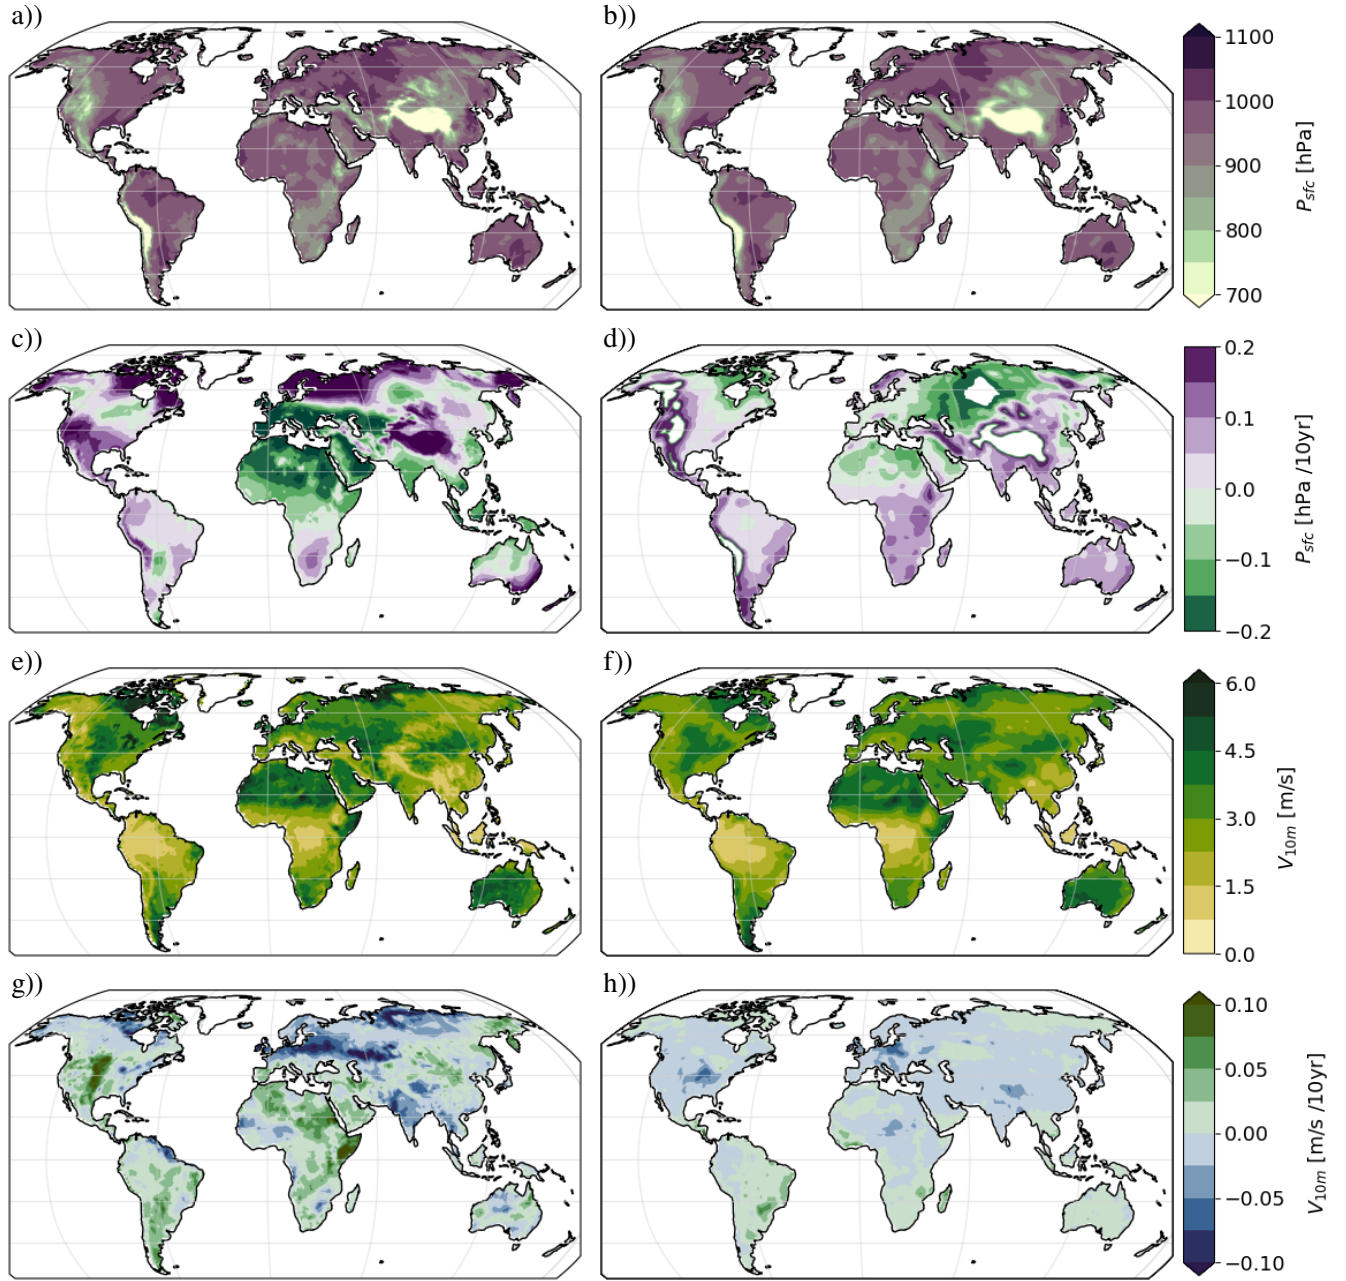 a)) b))
1100
1000
900
800
700
P_sfc [hPa]
c)) d))
0.2
0.1
0.0
−0.1
−0.2
P_sfc [hPa /10yr]
e)) f))
6.0
4.5
3.0
1.5
0.0
V_10m [m/s]
g)) h))
0.10
0.05
0.00
−0.05
−0.10
V_10m [m/s /10yr]